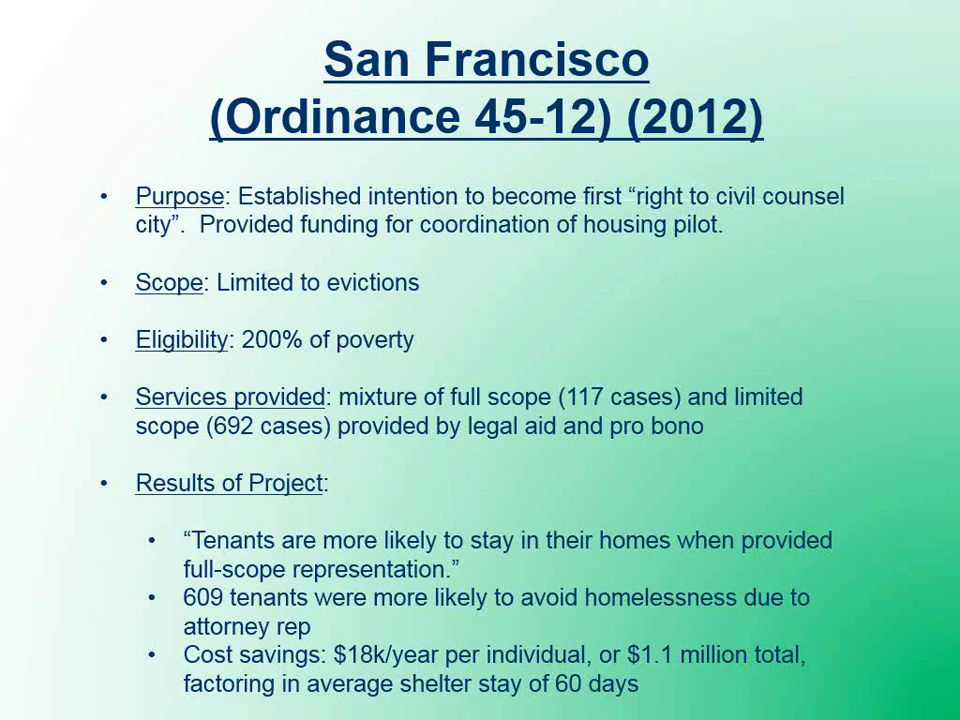 San Francisco
(Ordinance 45-12) (2012)
• Purpose: Established intention to become first “right to civil counsel
city”.  Provided funding for coordination of housing pilot.
• Scope: Limited to evictions
• Eligibility: 200% of poverty
• Services provided: mixture of full scope (117 cases) and limited
scope (692 cases) provided by legal aid and pro bono
• Results of Project:
• “Tenants are more likely to stay in their homes when provided
full-scope representation.”
• 609 tenants were more likely to avoid homelessness due to
attorney rep
• Cost savings: $18k/year per individual, or $1.1 million total,
factoring in average shelter stay of 60 days